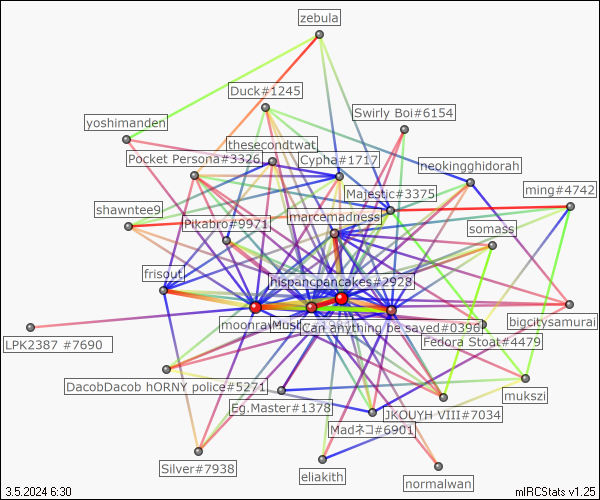 zebula
Duck#1245
Swirly Boi#6154
yoshimanden
thesecondtwat
Pocket Persona#3326
Cypha#1717
neokingghidorah
Majestic#3375
ming#4742
shawntee9
marcemadness
Pikabro#9971
somass
frisout
hispancpancakes#2928
bigcitysamurai
moonrav
Can anything be said#0396
LPK2387 #7690
Fedora Stoat#4479
DacobDacob hORNY police#5271
mukszi
Eg.Master#1378
JKOUYH VIII#7034
Madネコ#6901
Silver#7938
eliakith
normalwan
3.5.2024 6:30
mIRCStats v1.25